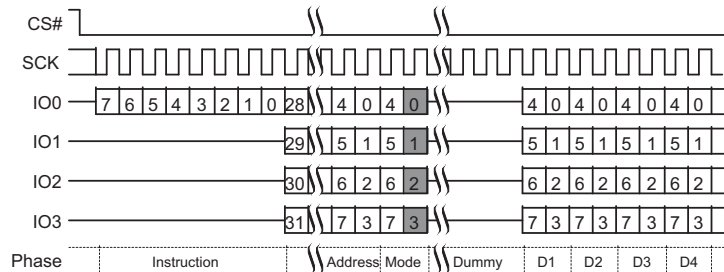 CS#
SCK
IO0 7 6 5 4 3 2 1 0 28 4 0 4 0 4 0 4 0 4 0 4 0
IO1 29 5 1 5 1 5 1 5 1 5 1 5 1
IO2 30 6 2 6 2 6 2 6 2 6 2 6 2
IO3 31 7 3 7 3 7 3 7 3 7 3 7 3
Phase Instruction Address Mode Dummy D1 D2 D3 D4